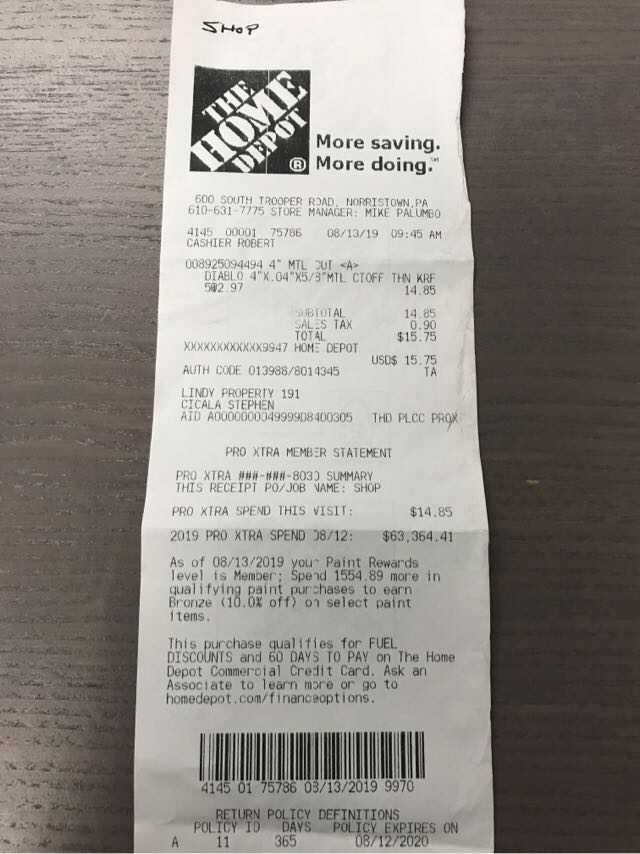 SHOP
THE
HOME
DEPOT
®
More saving.
More doing.℠
600 SOUTH TROOPER ROAD, NORRISTOWN,PA
610-631-7775 STORE MANAGER: MIKE PALUMBO
4145 00001 75786 08/13/19 09:45 AM
CASHIER ROBERT
008925094494 4" MTL CUT <A>
DIABLO 4"X.04"X5/8"MTL CTOFF THN KRF
5@2.97 14.85
SUBTOTAL 14.85
SALES TAX 0.90
TOTAL $15.75
XXXXXXXXXXXX9947 HOME DEPOT
USD$ 15.75
AUTH CODE 013988/8014345 TA
LINDY PROPERTY 191
CICALA STEPHEN
AID A0000000049999D8400305 THD PLCC PROX
PRO XTRA MEMBER STATEMENT
PRO XTRA ###-###-8030 SUMMARY
THIS RECEIPT PO/JOB NAME: SHOP
PRO XTRA SPEND THIS VISIT: $14.85
2019 PRO XTRA SPEND 08/12: $63,364.41
As of 08/13/2019 your Paint Rewards
level is Member; Spend 1554.89 more in
qualifying paint purchases to earn
Bronze (10.0% off) on select paint
items.
This purchase qualifies for FUEL
DISCOUNTS and 60 DAYS TO PAY on The Home
Depot Commercial Credit Card. Ask an
Associate to learn more or go to
homedepot.com/financeoptions.
4145 01 75786 08/13/2019 9970
RETURN POLICY DEFINITIONS
POLICY ID DAYS POLICY EXPIRES ON
A 11 365 08/12/2020